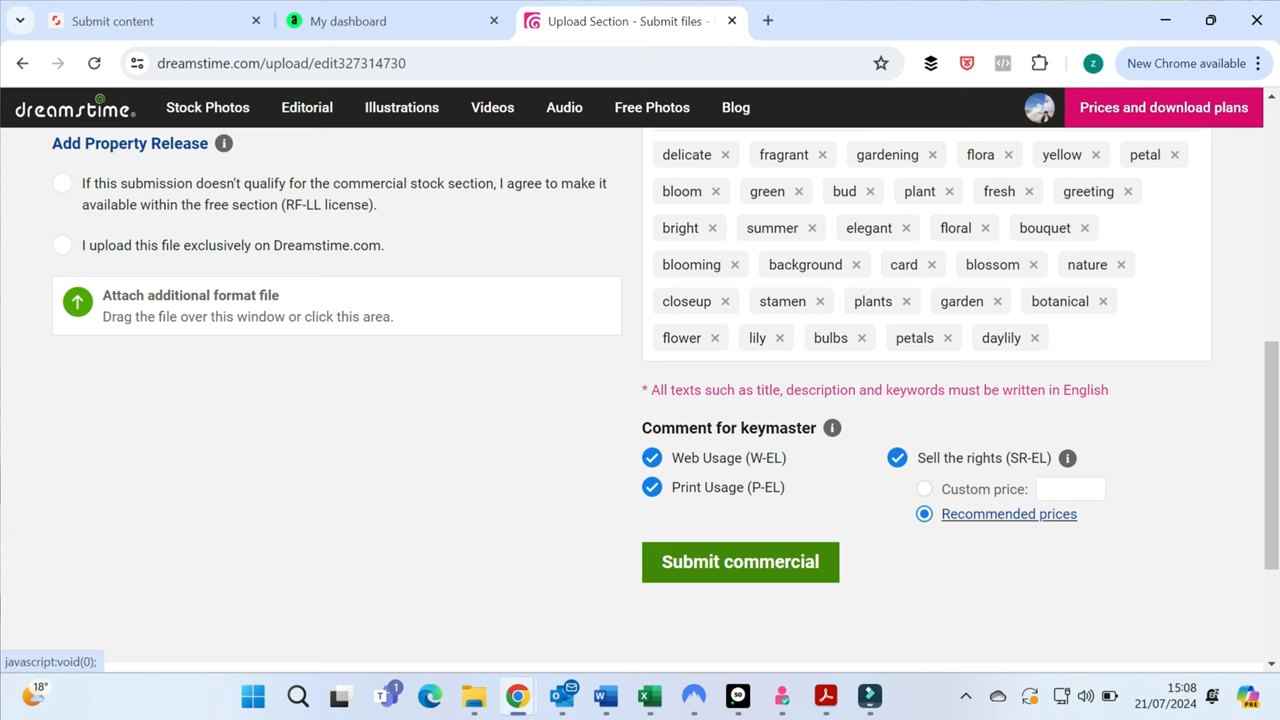 Submit content
My dashboard
Upload Section - Submit files -
dreamstime.com/upload/edit327314730
New Chrome available
dreamstime.
Stock Photos
Editorial
Illustrations
Videos
Audio
Free Photos
Blog
Prices and download plans
Add Property Release
If this submission doesn't qualify for the commercial stock section, I agree to make it
available within the free section (RF-LL license).
I upload this file exclusively on Dreamstime.com.
Attach additional format file
Drag the file over this window or click this area.
delicate fragrant gardening flora yellow petal
bloom green bud plant fresh greeting
bright summer elegant floral bouquet
blooming background card blossom nature
closeup stamen plants garden botanical
flower lily bulbs petals daylily
* All texts such as title, description and keywords must be written in English
Comment for keymaster
Web Usage (W-EL)
Print Usage (P-EL)
Sell the rights (SR-EL)
Custom price:
Recommended prices
Submit commercial
javascript:void(0);
18°
15:08
21/07/2024